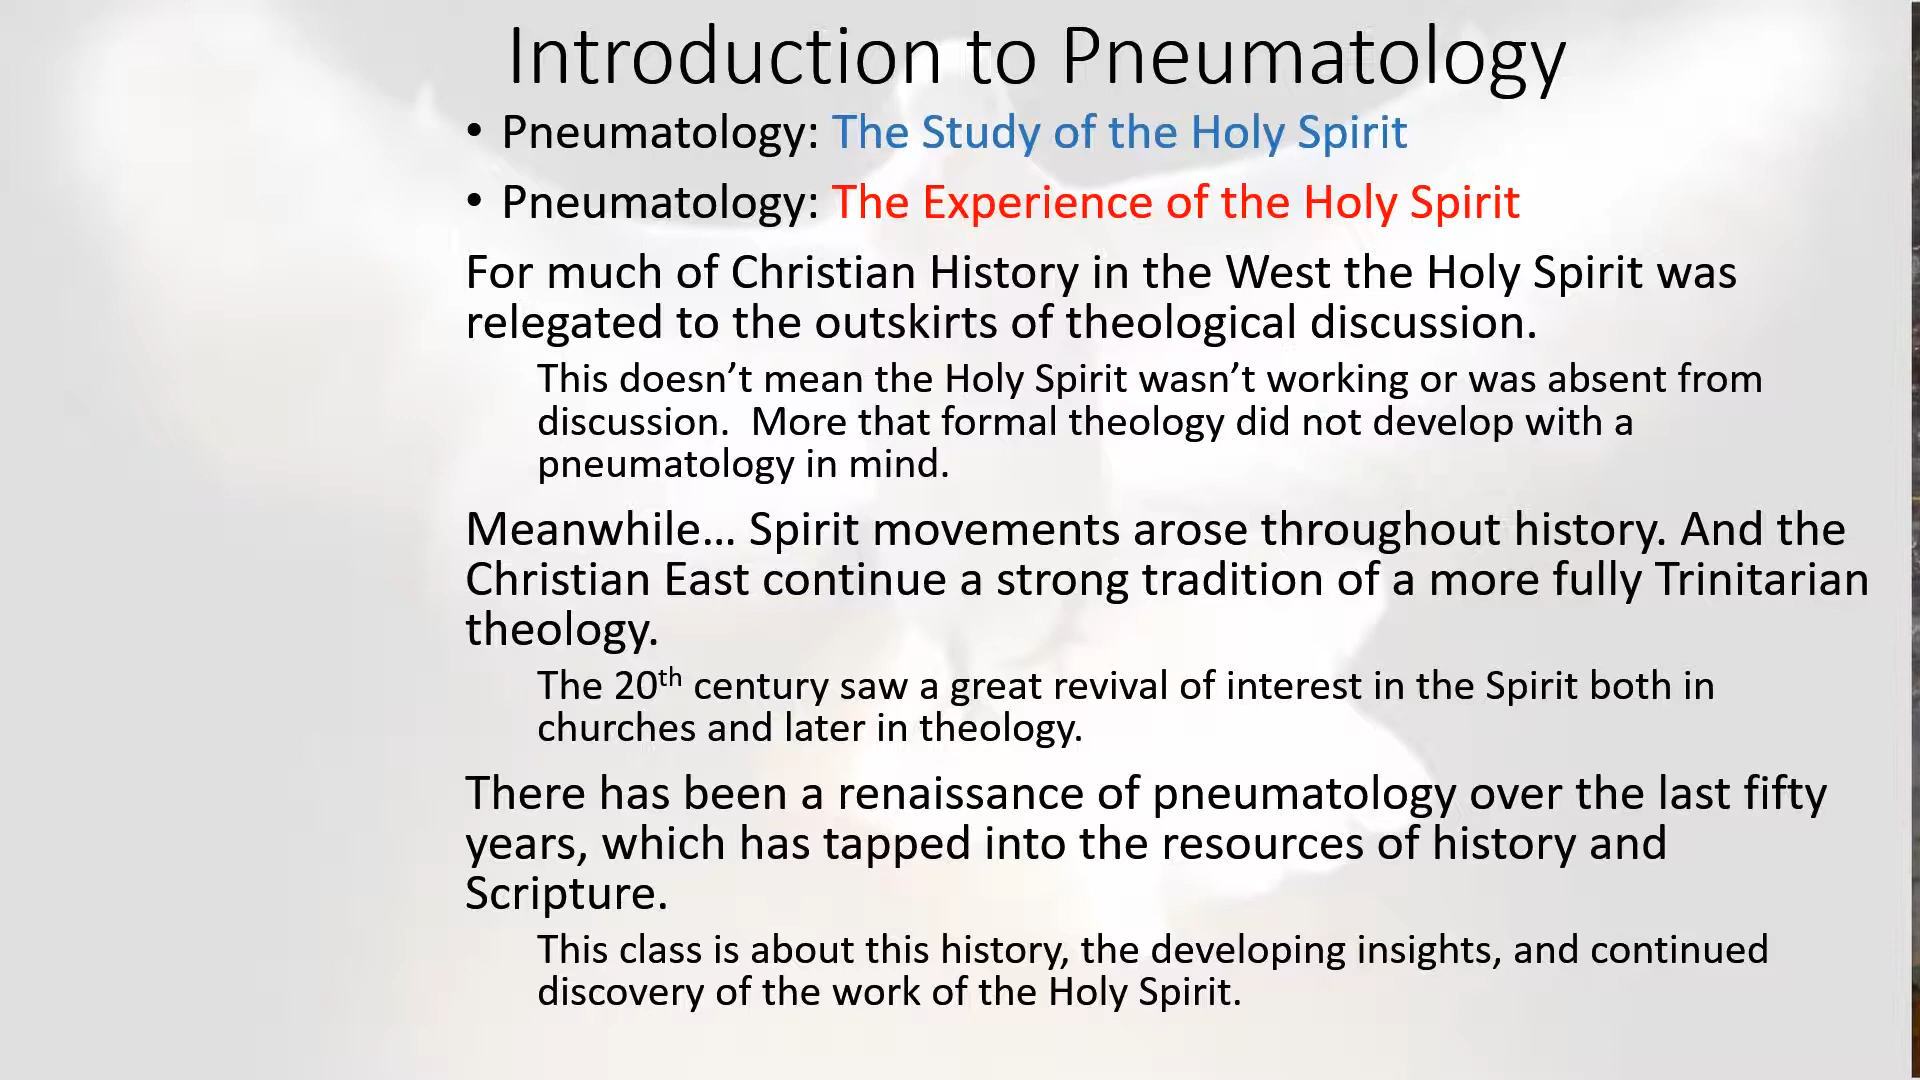 Introduction to Pneumatology
• Pneumatology: The Study of the Holy Spirit
• Pneumatology: The Experience of the Holy Spirit
For much of Christian History in the West the Holy Spirit was
relegated to the outskirts of theological discussion.
This doesn’t mean the Holy Spirit wasn’t working or was absent from
discussion.  More that formal theology did not develop with a
pneumatology in mind.
Meanwhile… Spirit movements arose throughout history. And the
Christian East continue a strong tradition of a more fully Trinitarian
theology.
The 20th century saw a great revival of interest in the Spirit both in
churches and later in theology.
There has been a renaissance of pneumatology over the last fifty
years, which has tapped into the resources of history and
Scripture.
This class is about this history, the developing insights, and continued
discovery of the work of the Holy Spirit.